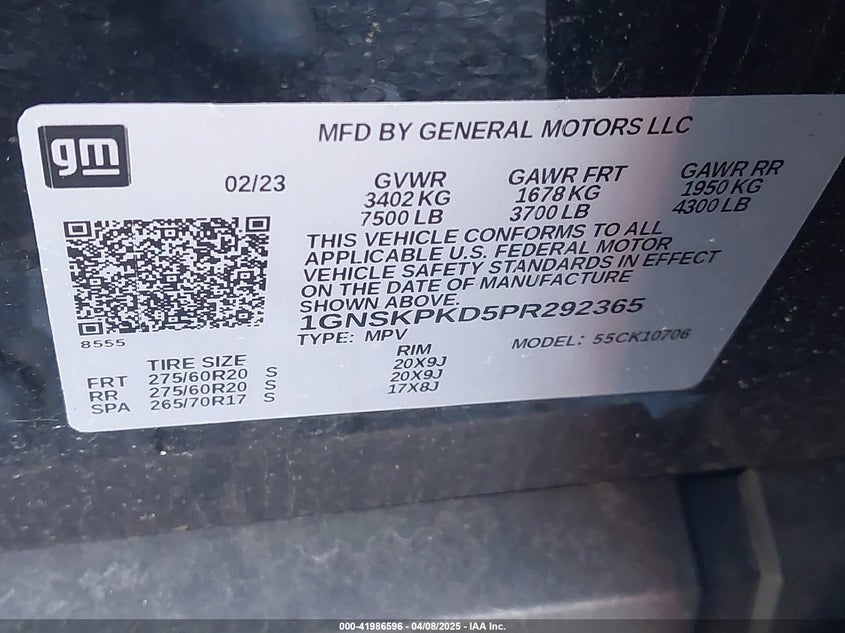 gm
MFD BY GENERAL MOTORS LLC
02/23 GVWR GAWR FRT GAWR RR
3402 KG 1678 KG 1950 KG
7500 LB 3700 LB 4300 LB
THIS VEHICLE CONFORMS TO ALL
APPLICABLE U.S. FEDERAL MOTOR
VEHICLE SAFETY STANDARDS IN EFFECT
ON THE DATE OF MANUFACTURE
SHOWN ABOVE.
1GNSKPKD5PR292365
TYPE: MPV MODEL: 55CK10706
8555
TIRE SIZE RIM
FRT 275/60R20 S 20X9J
RR 275/60R20 S 20X9J
SPA 265/70R17 S 17X8J
000-41986596 - 04/08/2025 - IAA Inc.